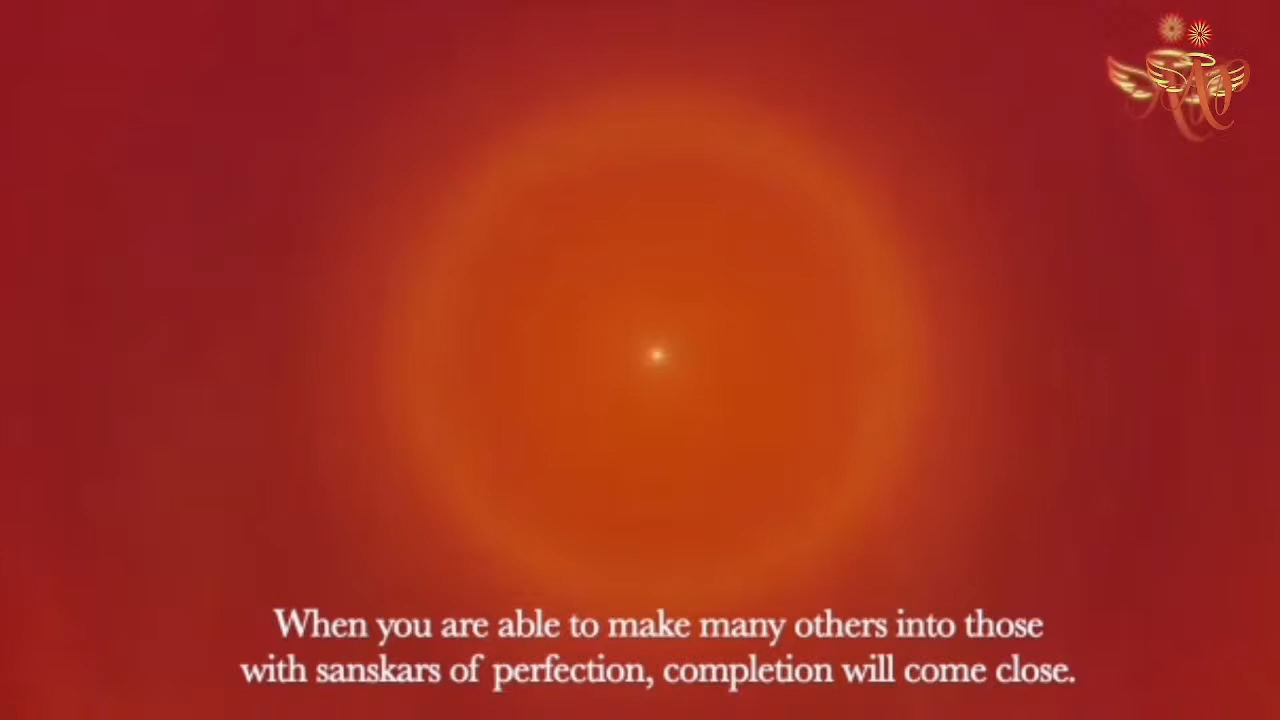 When you are able to make many others into those
with sanskars of perfection, completion will come close.